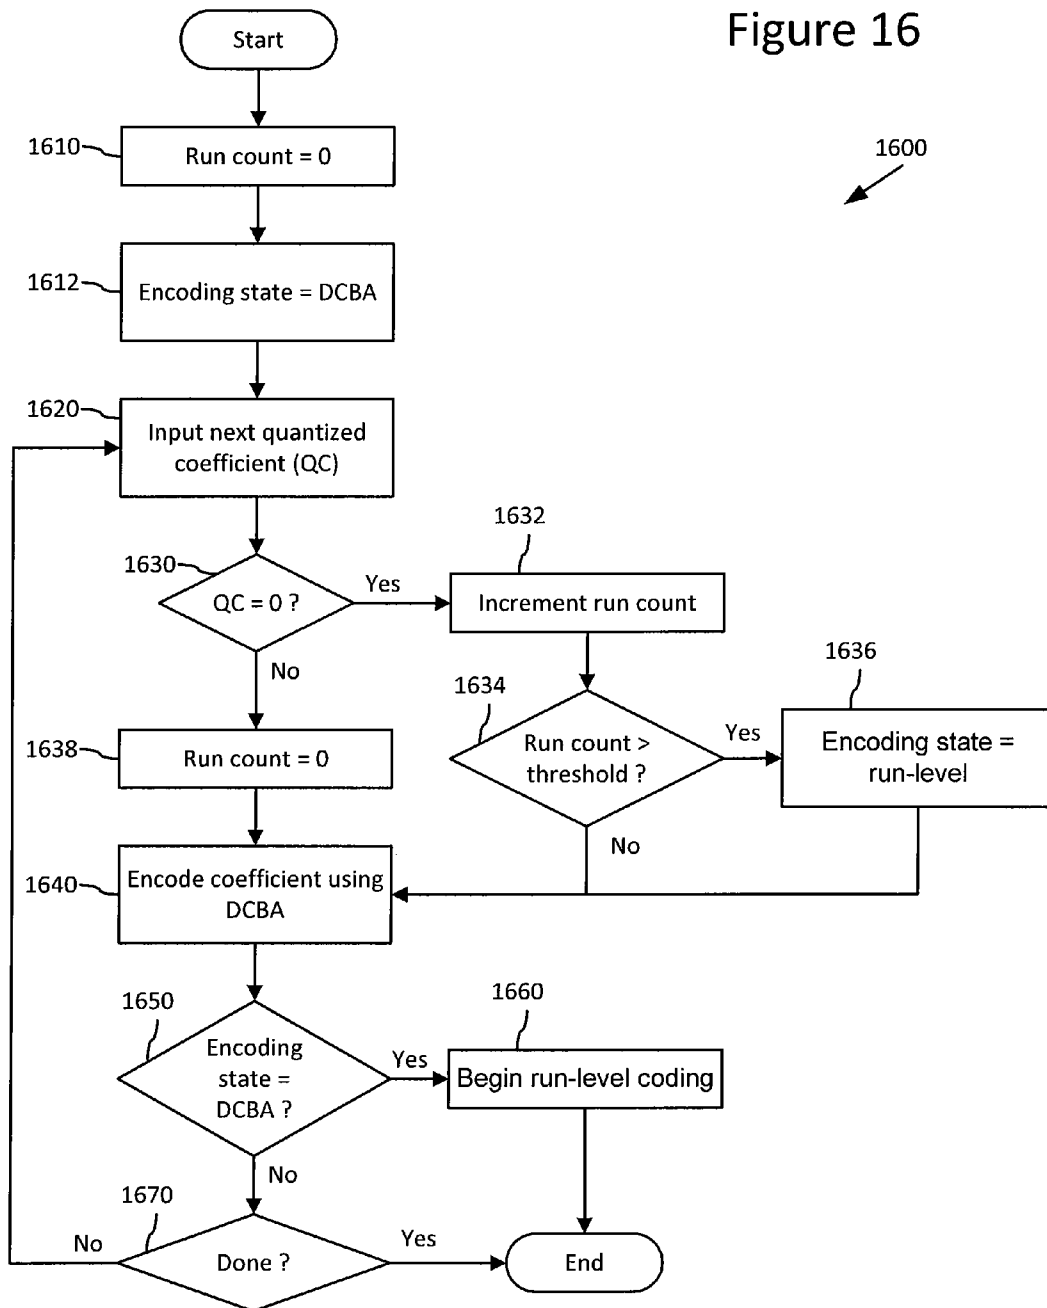 Figure 16
Start
1600
1610
Run count = 0
1612
Encoding state = DCBA
1620
Input next quantized
coefficient (QC)
1630
QC = 0 ?
Yes
No
1632
Increment run count
1634
Run count >
threshold ?
Yes
No
1636
Encoding state =
run-level
1638
Run count = 0
1640
Encode coefficient using
DCBA
1650
Encoding
state =
DCBA ?
Yes
No
1660
Begin run-level coding
1670
Done ?
No
Yes
End